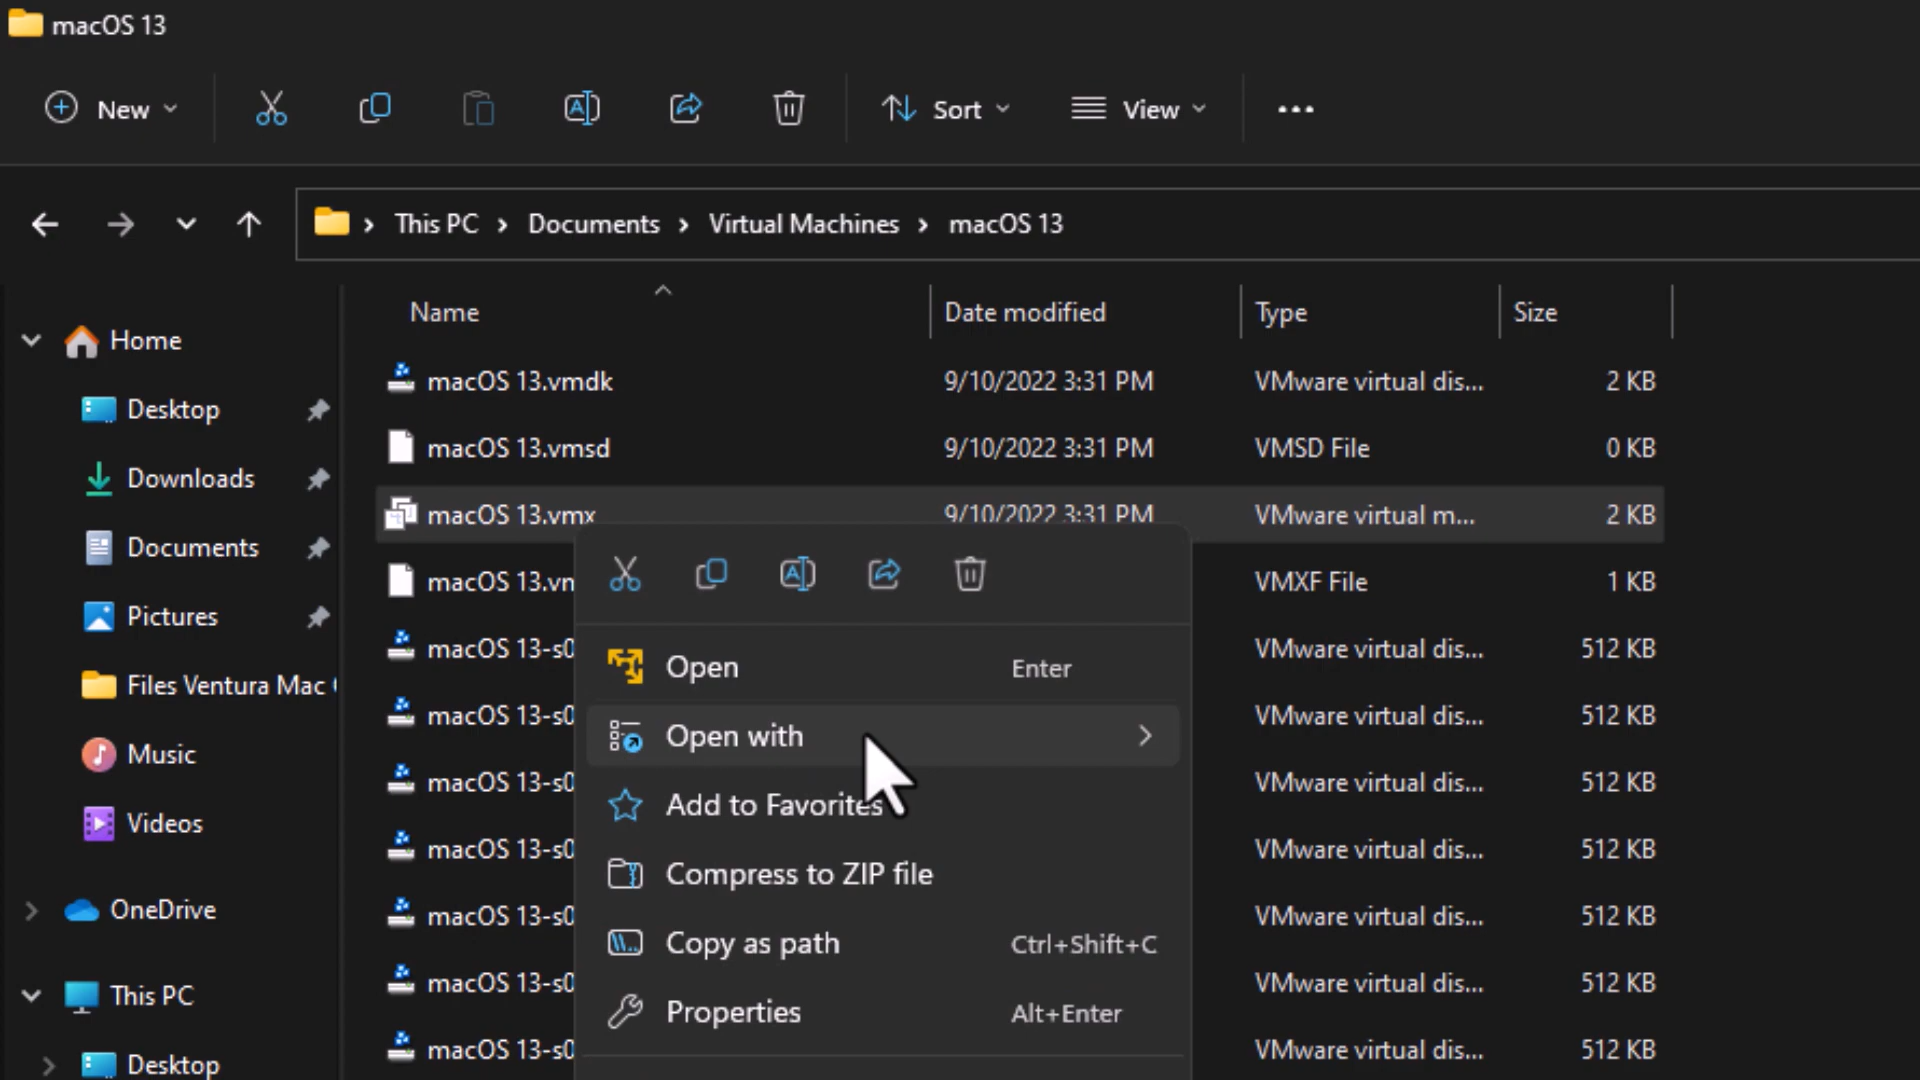 macOS 13
New
Sort
View
This PC > Documents > Virtual Machines > macOS 13
Name Date modified Type Size
Home
Desktop
Downloads
Documents
Pictures
Files Ventura Mac
Music
Videos
OneDrive
This PC
Desktop
macOS 13.vmdk 9/10/2022 3:31 PM VMware virtual dis... 2 KB
macOS 13.vmsd 9/10/2022 3:31 PM VMSD File 0 KB
macOS 13.vmx 9/10/2022 3:31 PM VMware virtual m... 2 KB
macOS 13.vm VMXF File 1 KB
macOS 13-s0 VMware virtual dis... 512 KB
macOS 13-s0 VMware virtual dis... 512 KB
macOS 13-s0 VMware virtual dis... 512 KB
macOS 13-s0 VMware virtual dis... 512 KB
macOS 13-s0 VMware virtual dis... 512 KB
macOS 13-s0 VMware virtual dis... 512 KB
macOS 13-s0 VMware virtual dis... 512 KB
Open Enter
Open with
Add to Favorites
Compress to ZIP file
Copy as path Ctrl+Shift+C
Properties Alt+Enter